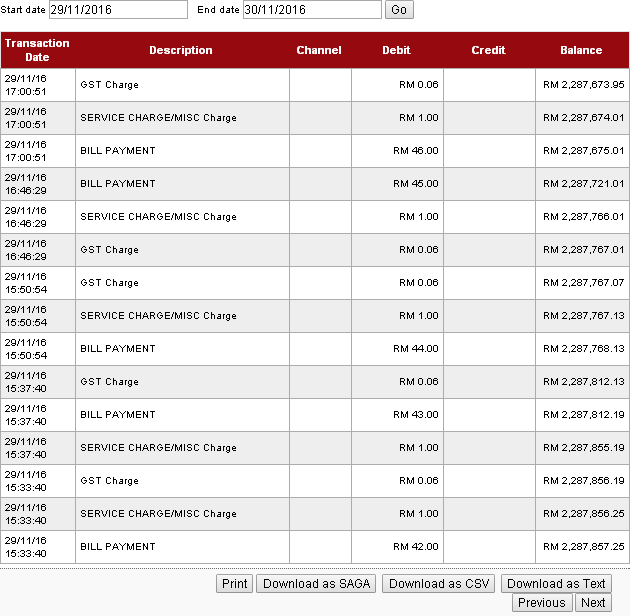 Start date 29/11/2016 End date 30/11/2016 Go
Transaction Date Description Channel Debit Credit Balance
29/11/16 17:00:51 GST Charge RM 0.06 RM 2,287,673.95
29/11/16 17:00:51 SERVICE CHARGE/MISC Charge RM 1.00 RM 2,287,674.01
29/11/16 17:00:51 BILL PAYMENT RM 46.00 RM 2,287,675.01
29/11/16 16:46:29 BILL PAYMENT RM 45.00 RM 2,287,721.01
29/11/16 16:46:29 SERVICE CHARGE/MISC Charge RM 1.00 RM 2,287,766.01
29/11/16 16:46:29 GST Charge RM 0.06 RM 2,287,767.01
29/11/16 15:50:54 GST Charge RM 0.06 RM 2,287,767.07
29/11/16 15:50:54 SERVICE CHARGE/MISC Charge RM 1.00 RM 2,287,767.13
29/11/16 15:50:54 BILL PAYMENT RM 44.00 RM 2,287,768.13
29/11/16 15:37:40 GST Charge RM 0.06 RM 2,287,812.13
29/11/16 15:37:40 BILL PAYMENT RM 43.00 RM 2,287,812.19
29/11/16 15:37:40 SERVICE CHARGE/MISC Charge RM 1.00 RM 2,287,855.19
29/11/16 15:33:40 GST Charge RM 0.06 RM 2,287,856.19
29/11/16 15:33:40 SERVICE CHARGE/MISC Charge RM 1.00 RM 2,287,856.25
29/11/16 15:33:40 BILL PAYMENT RM 42.00 RM 2,287,857.25
Print Download as SAGA Download as CSV Download as Text
Previous Next